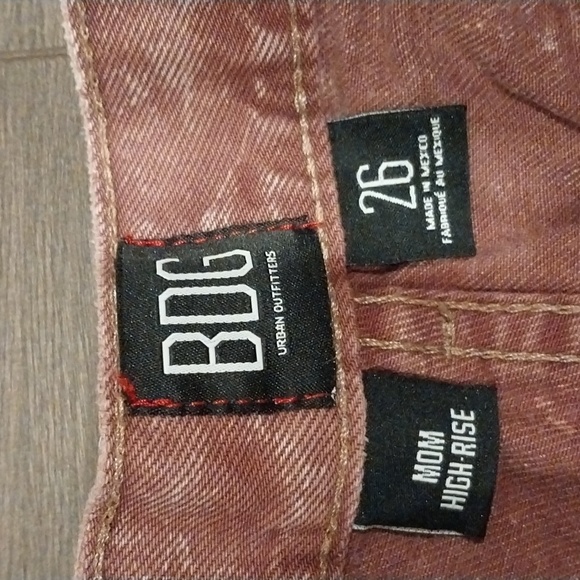 BDG
URBAN OUTFITTERS
26
MADE IN MEXICO
FABRIQUÉ AU MEXIQUE
MOM
HIGH-RISE